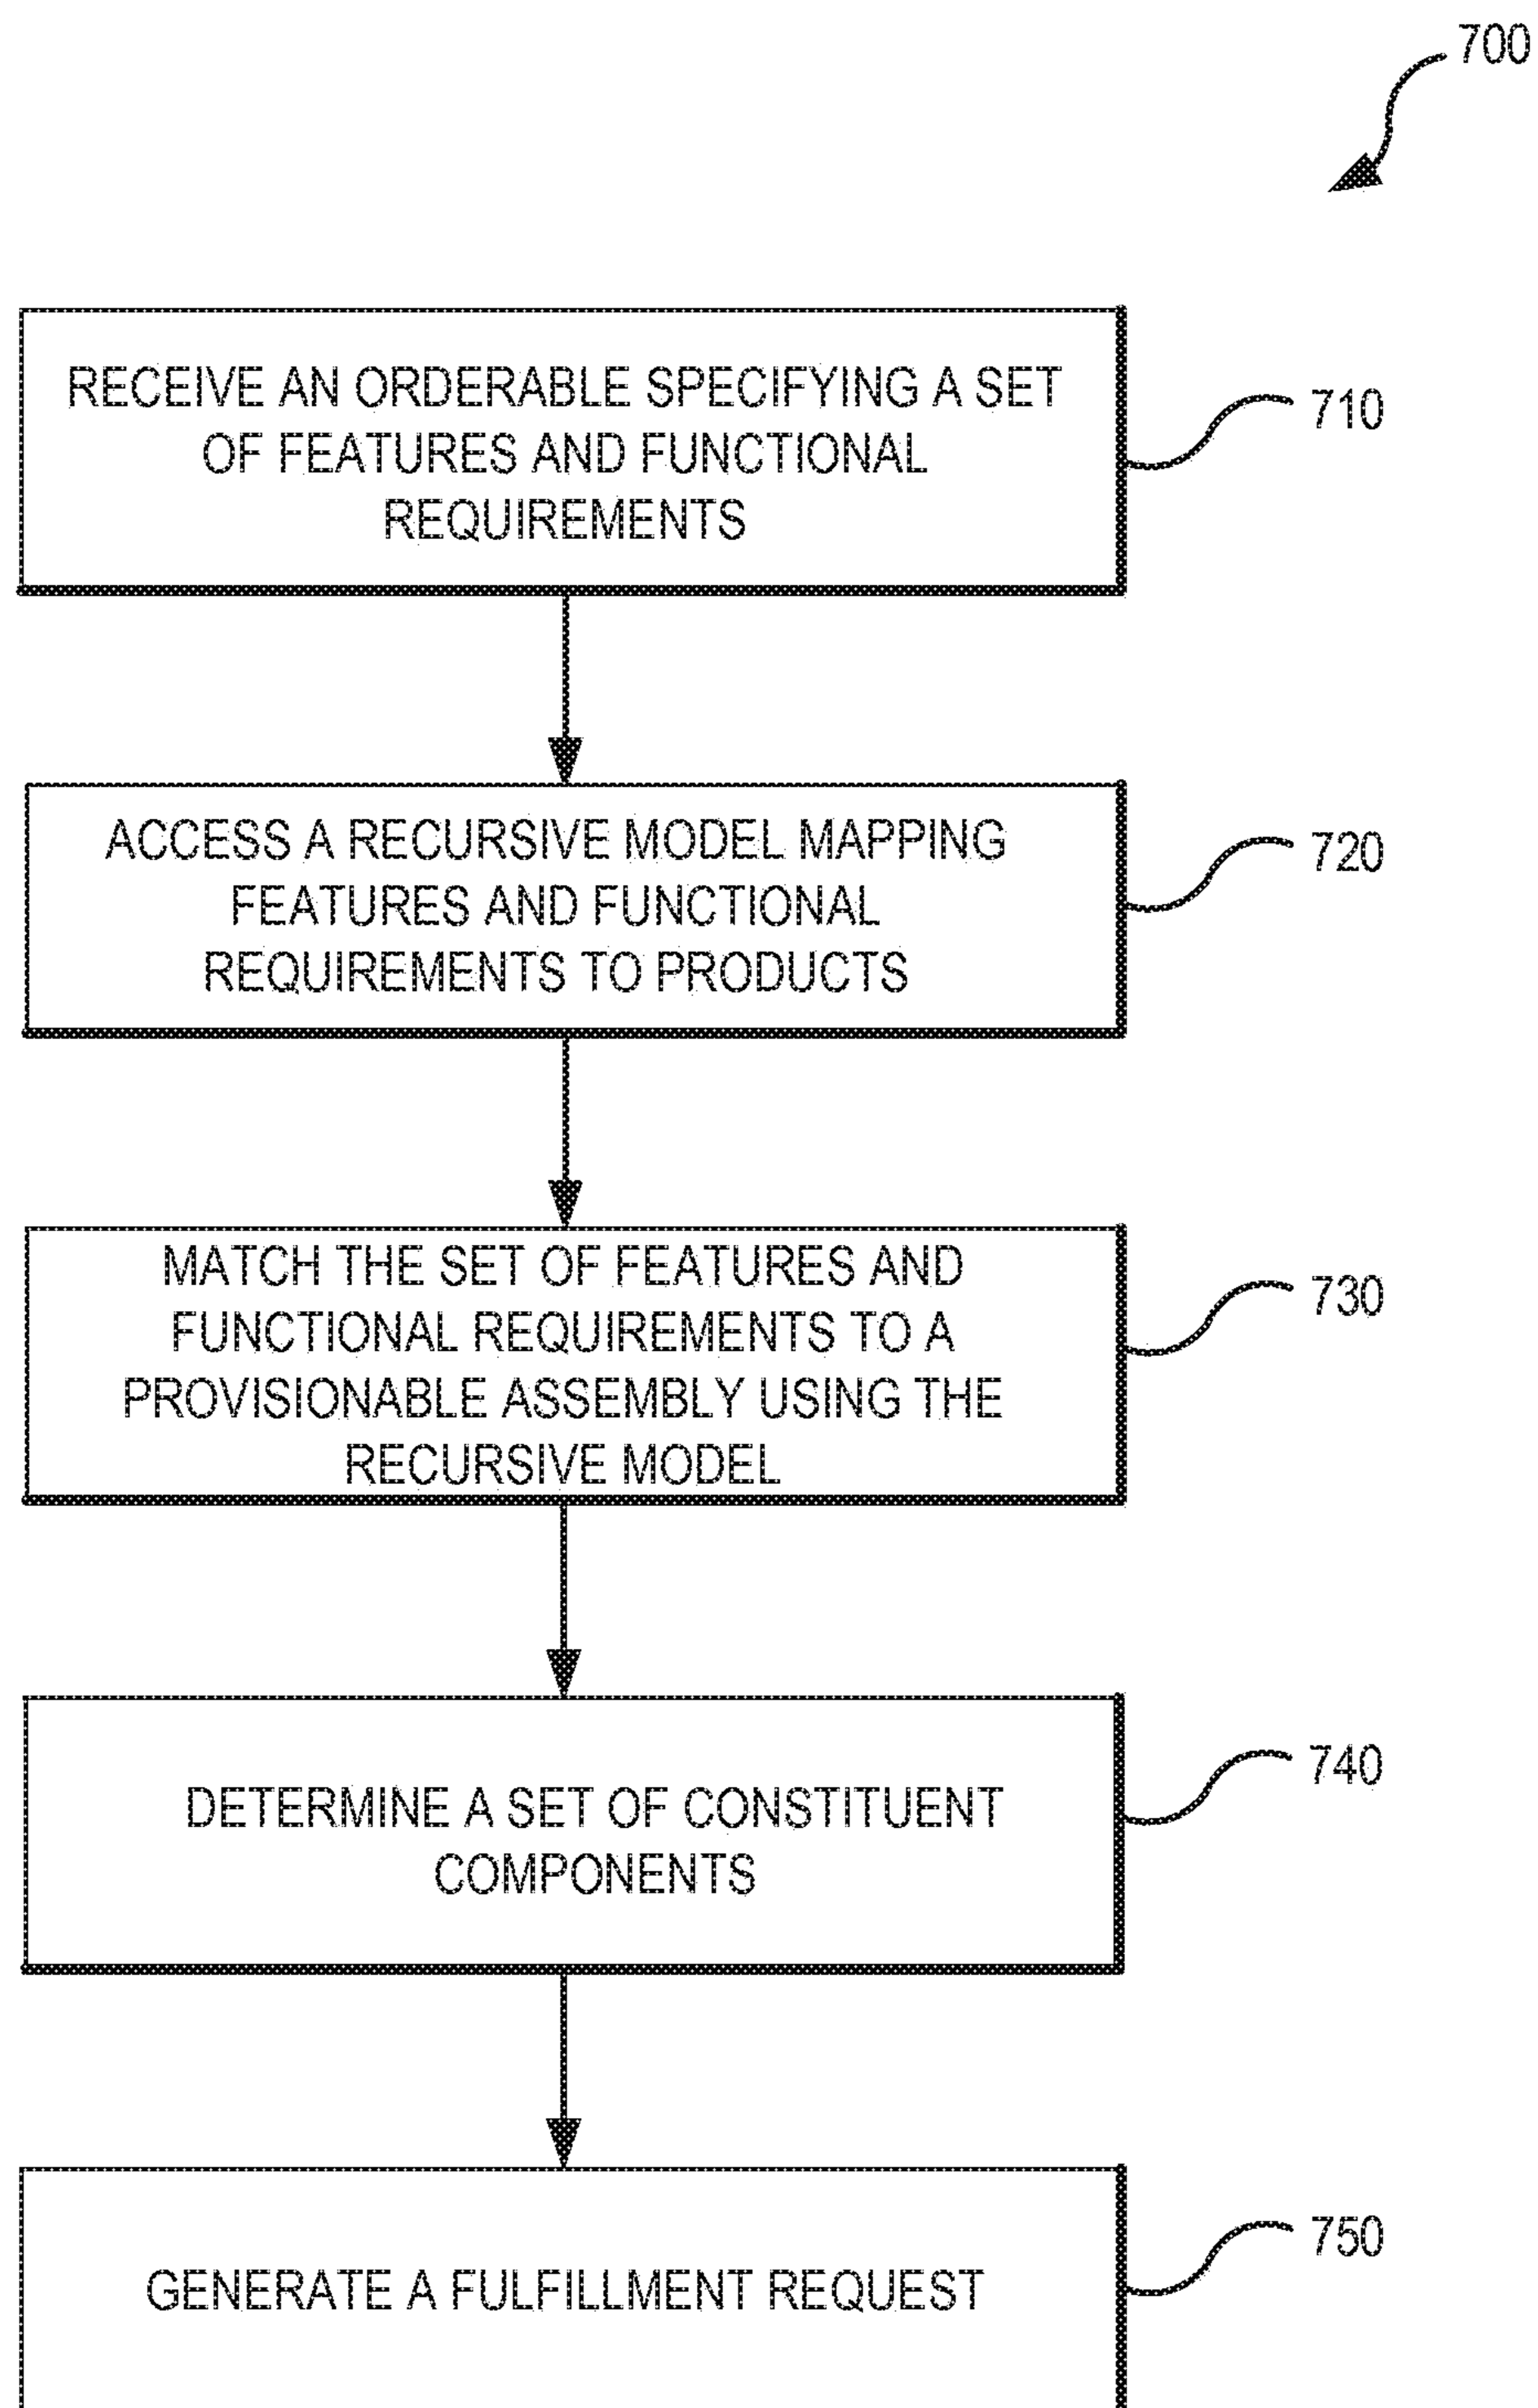 700
RECEIVE AN ORDERABLE SPECIFYING A SET
OF FEATURES AND FUNCTIONAL
REQUIREMENTS
710
ACCESS A RECURSIVE MODEL MAPPING
FEATURES AND FUNCTIONAL
REQUIREMENTS TO PRODUCTS
720
MATCH THE SET OF FEATURES AND
FUNCTIONAL REQUIREMENTS TO A
PROVISIONABLE ASSEMBLY USING THE
RECURSIVE MODEL
730
DETERMINE A SET OF CONSTITUENT
COMPONENTS
740
GENERATE A FULFILLMENT REQUEST
750